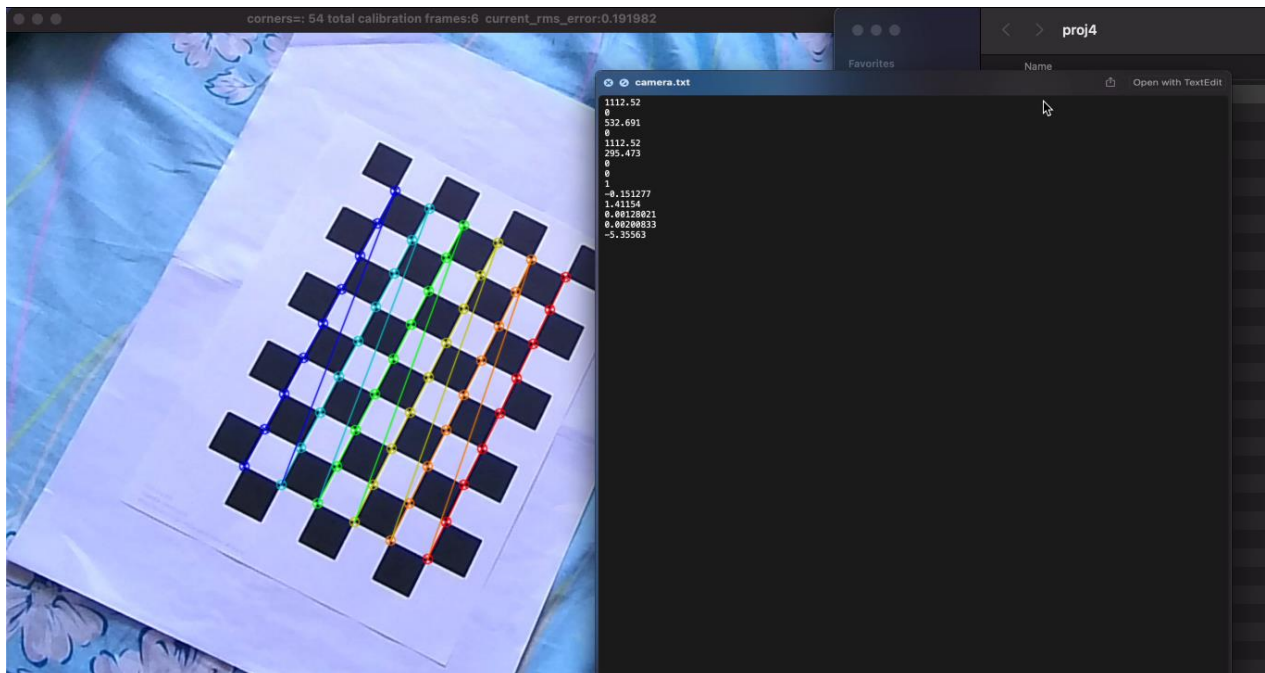 corners=: 54 total calibration frames:6 current_rms_error:0.191982
proj4
Favorites
Name
camera.txt
Open with TextEdit
1112.52
0
532.691
0
1112.52
295.473
0
0
1
-0.151277
1.41154
0.00128021
0.00200833
-5.35563